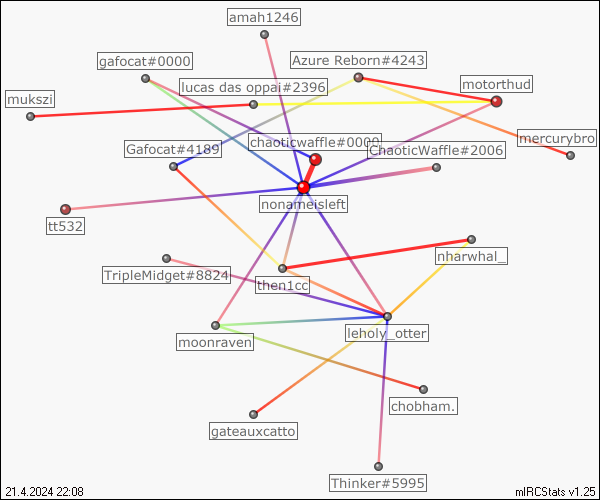 amah1246
gafocat#0000
Azure Reborn#4243
lucas das oppai#2396
motorthud
mukszi
chaoticwaffle#0000
mercurybro
Gafocat#4189
ChaoticWaffle#2006
nonameisleft
tt532
nharwhal_
TripleMidget#8824
then1cc
leholy_otter
moonraven
chobham.
gateauxcatto
Thinker#5995
21.4.2024 22:08
mIRCStats v1.25